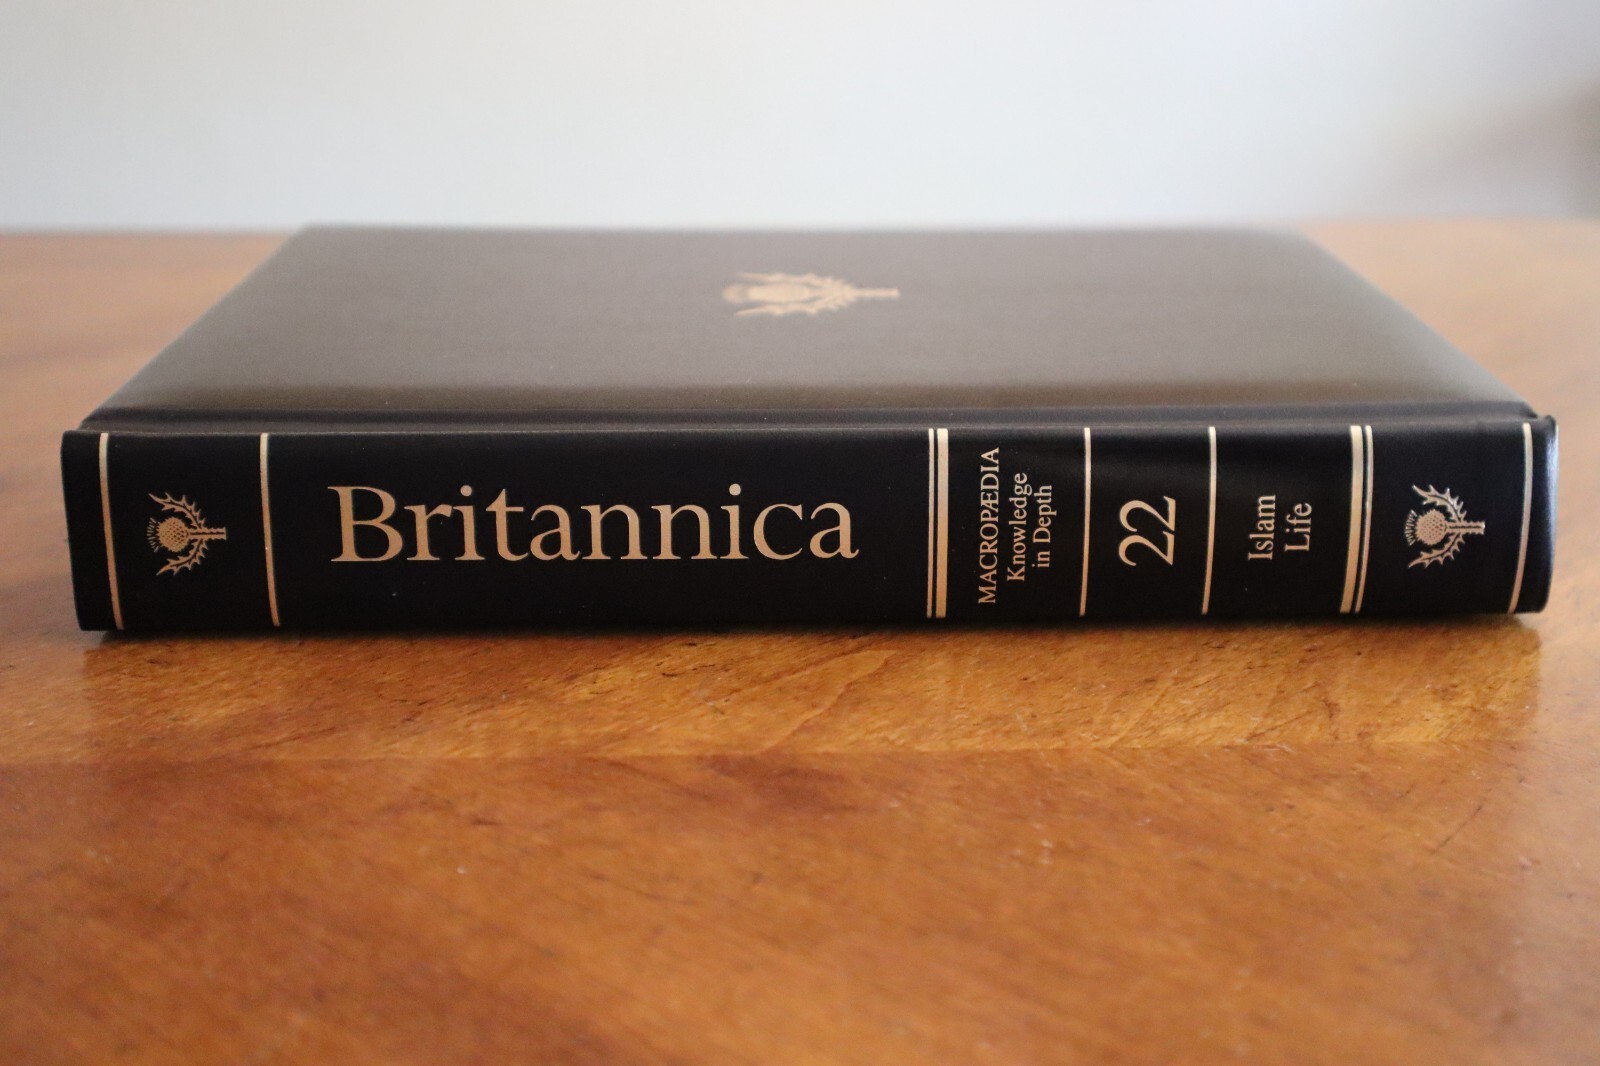 Britannica
MACROPÆDIA
Knowledge
in Depth
22
Islam
Life